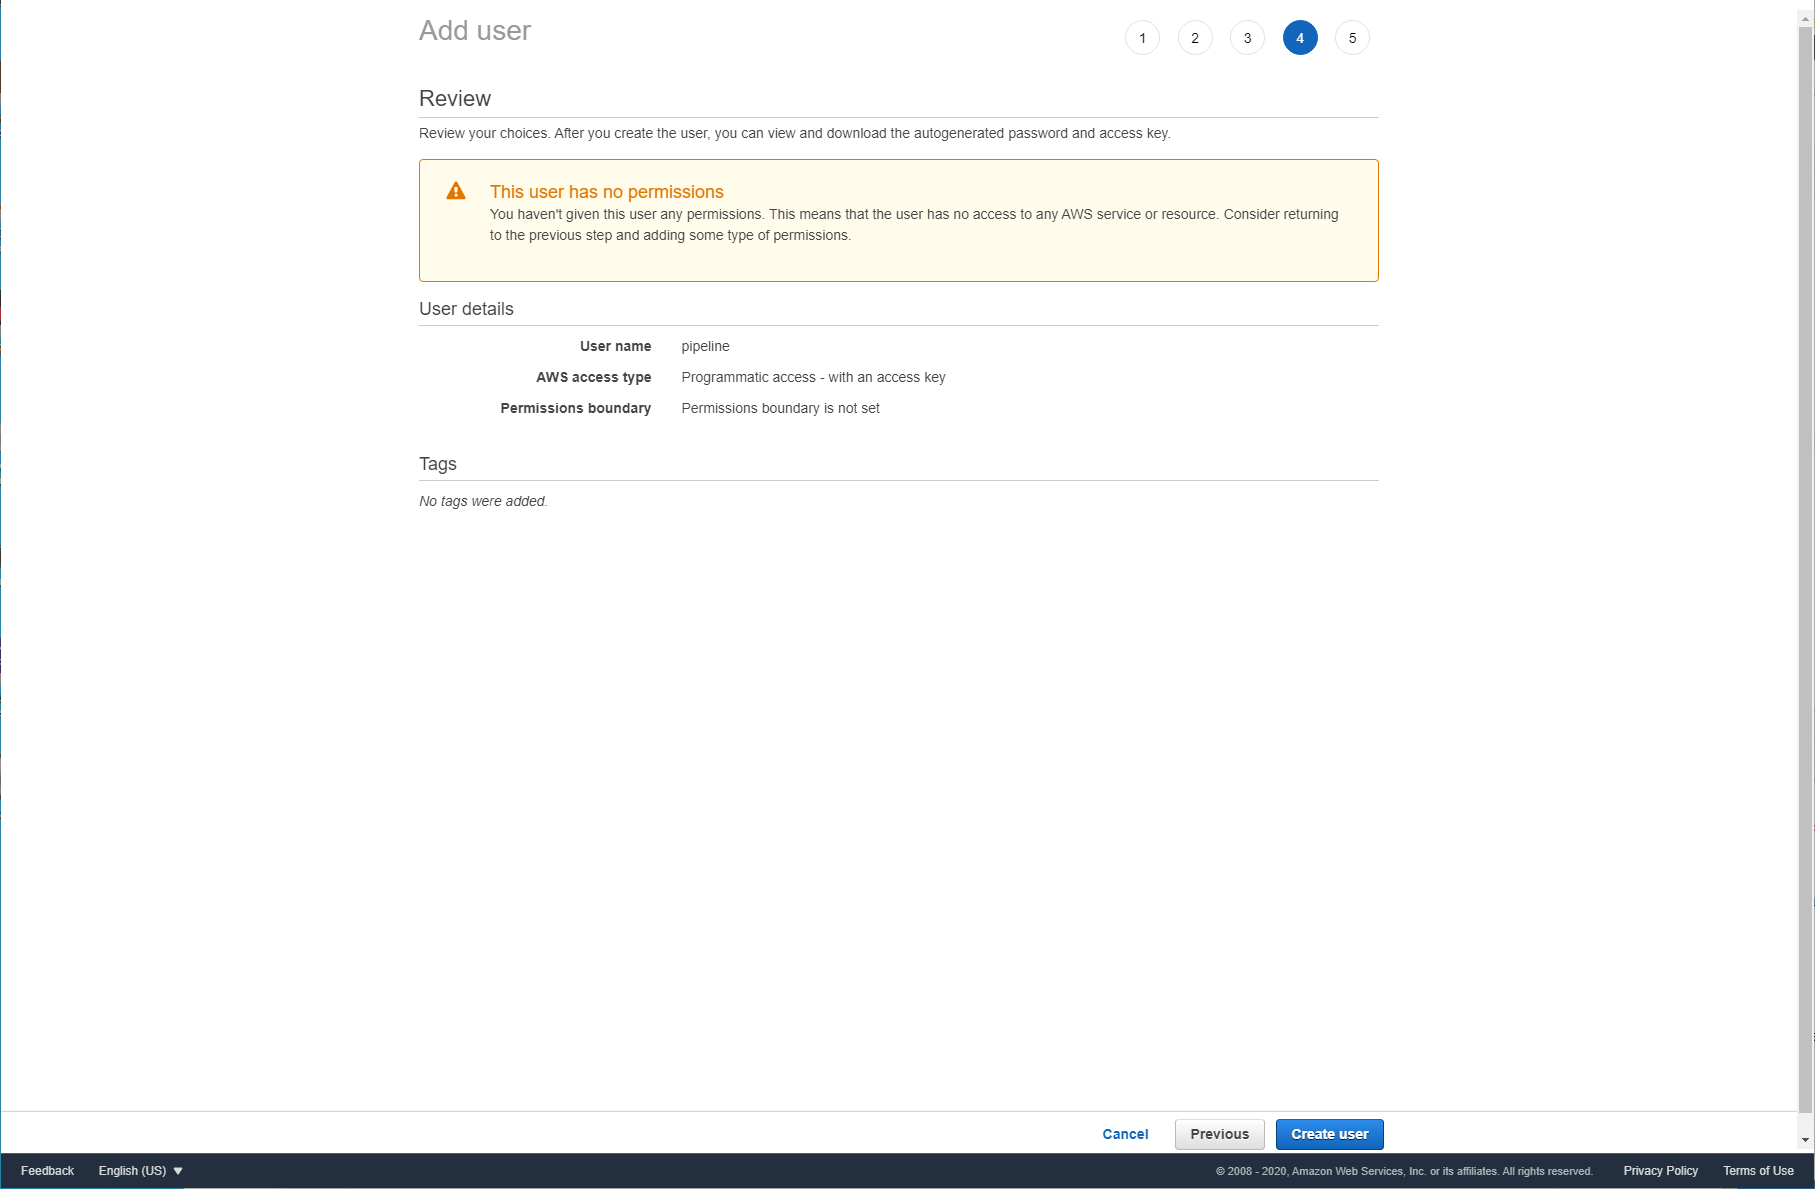 Add user
1 2 3 4 5
Review
Review your choices. After you create the user, you can view and download the autogenerated password and access key.
This user has no permissions
You haven't given this user any permissions. This means that the user has no access to any AWS service or resource. Consider returning
to the previous step and adding some type of permissions.
User details
User name pipeline
AWS access type Programmatic access - with an access key
Permissions boundary Permissions boundary is not set
Tags
No tags were added.
Cancel Previous Create user
Feedback English (US) © 2008 - 2020, Amazon Web Services, Inc. or its affiliates. All rights reserved. Privacy Policy Terms of Use